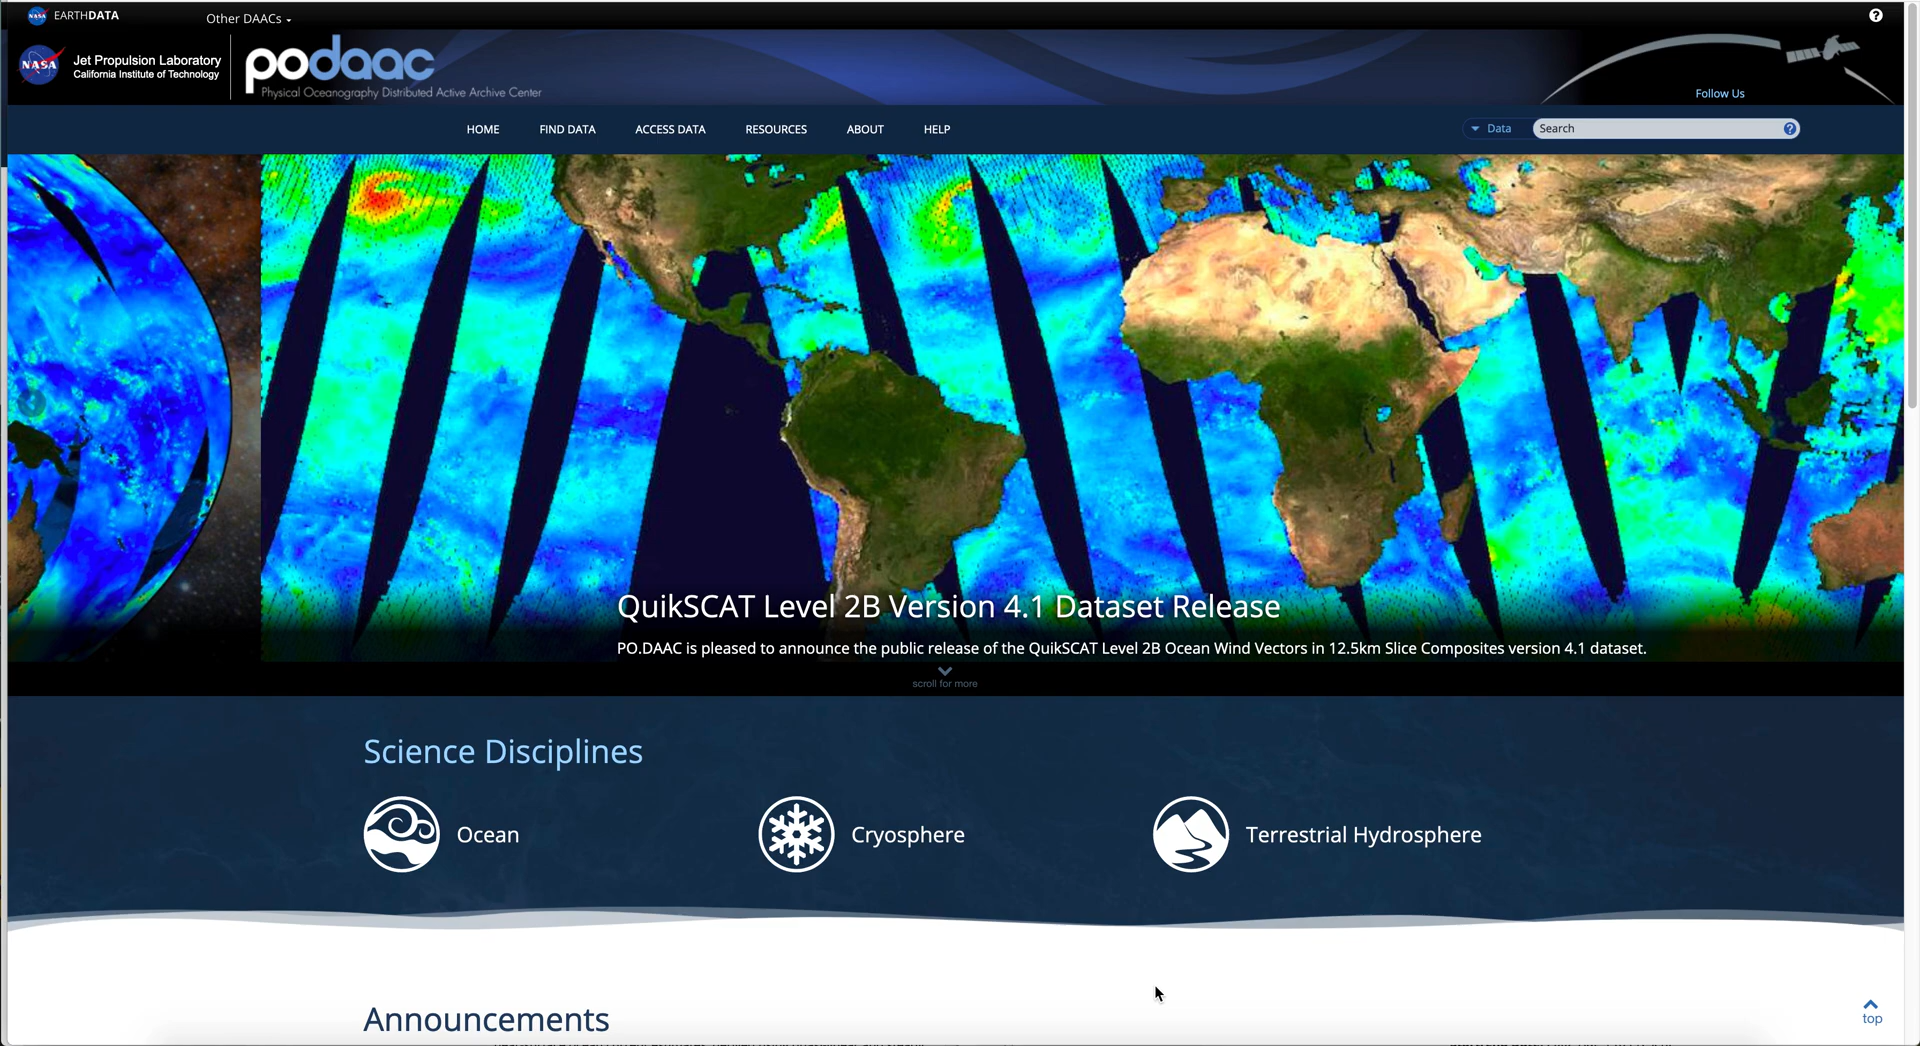 NASA EARTHDATA
Other DAACs
?
NASA
Jet Propulsion Laboratory
California Institute of Technology
podaac
Physical Oceanography Distributed Active Archive Center
Follow Us
HOME FIND DATA ACCESS DATA RESOURCES ABOUT HELP
Data
Search
?
QuikSCAT Level 2B Version 4.1 Dataset Release
PO.DAAC is pleased to announce the public release of the QuikSCAT Level 2B Ocean Wind Vectors in 12.5km Slice Composites version 4.1 dataset.
scroll for more
Science Disciplines
Ocean
Cryosphere
Terrestrial Hydrosphere
Announcements
top